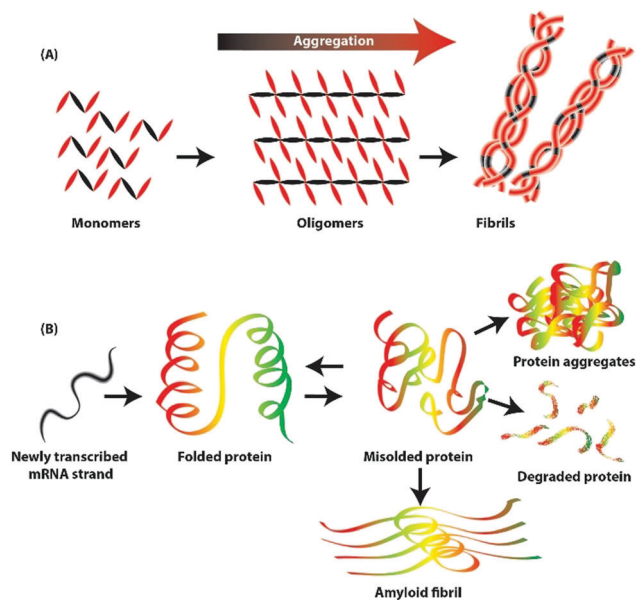 (A)
Aggregation
Monomers
Oligomers
Fibrils
(B)
Protein aggregates
Newly transcribed
mRNA strand
Folded protein
Misolded protein
Degraded protein
Amyloid fibril